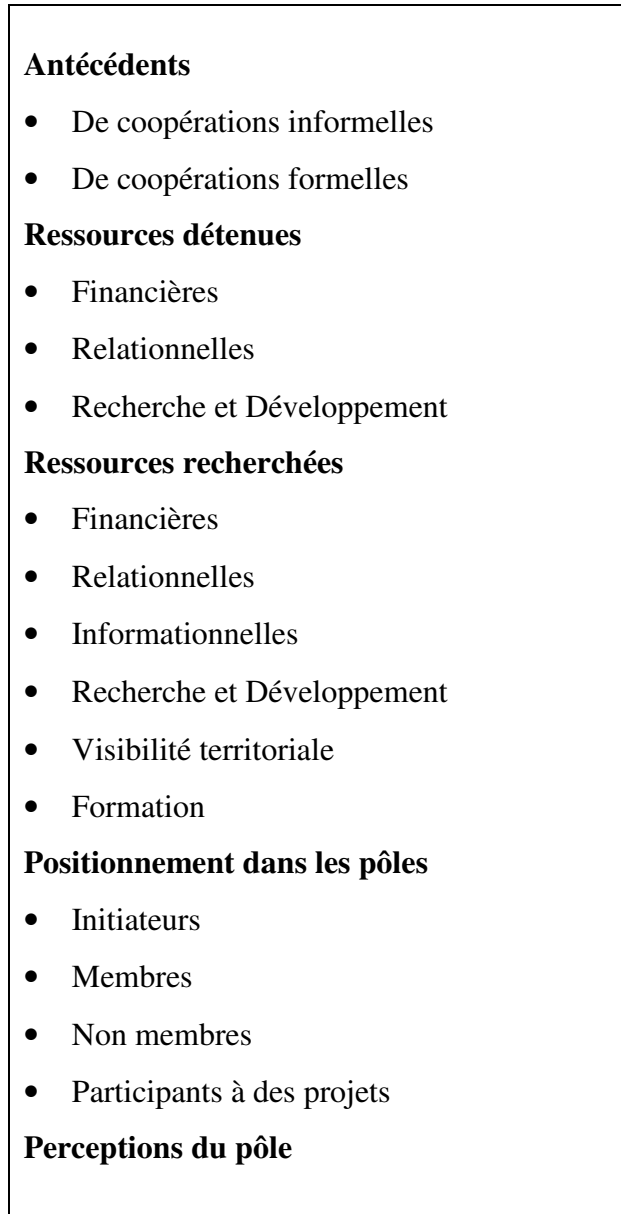 Antécédents
• De coopérations informelles
• De coopérations formelles
Ressources détenues
• Financières
• Relationnelles
• Recherche et Développement
Ressources recherchées
• Financières
• Relationnelles
• Informationnelles
• Recherche et Développement
• Visibilité territoriale
• Formation
Positionnement dans les pôles
• Initiateurs
• Membres
• Non membres
• Participants à des projets
Perceptions du pôle